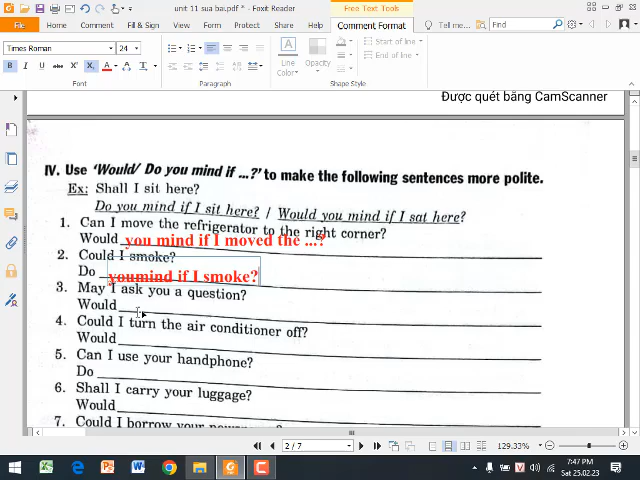 unit 11 sua bai.pdf * - Foxit Reader
Free Text Tools
File
Home
Comment
Fill & Sign
View
Form
Protect
Share
Help
Comment Format
Tell me...
Find
Times Roman
24
Start of line
End of line
Line
Color
Opacity
Font
Paragraph
Style
Được quét bằng CamScanner
IV. Use 'Would/ Do you mind if ...?' to make the following sentences more polite.
Ex: Shall I sit here?
Do you mind if I sit here? / Would you mind if I sat here?
1. Can I move the refrigerator to the right corner?
Would you mind if I moved the ...?
2. Could I smoke?
Do youmind if I smoke?
3. May I ask you a question?
Would
4. Could I turn the air conditioner off?
Would
5. Can I use your handphone?
Do
6. Shall I carry your luggage?
Would
7. Could I borrow your
2 / 7
129.33%
7:47 PM
Sat 25.02.23